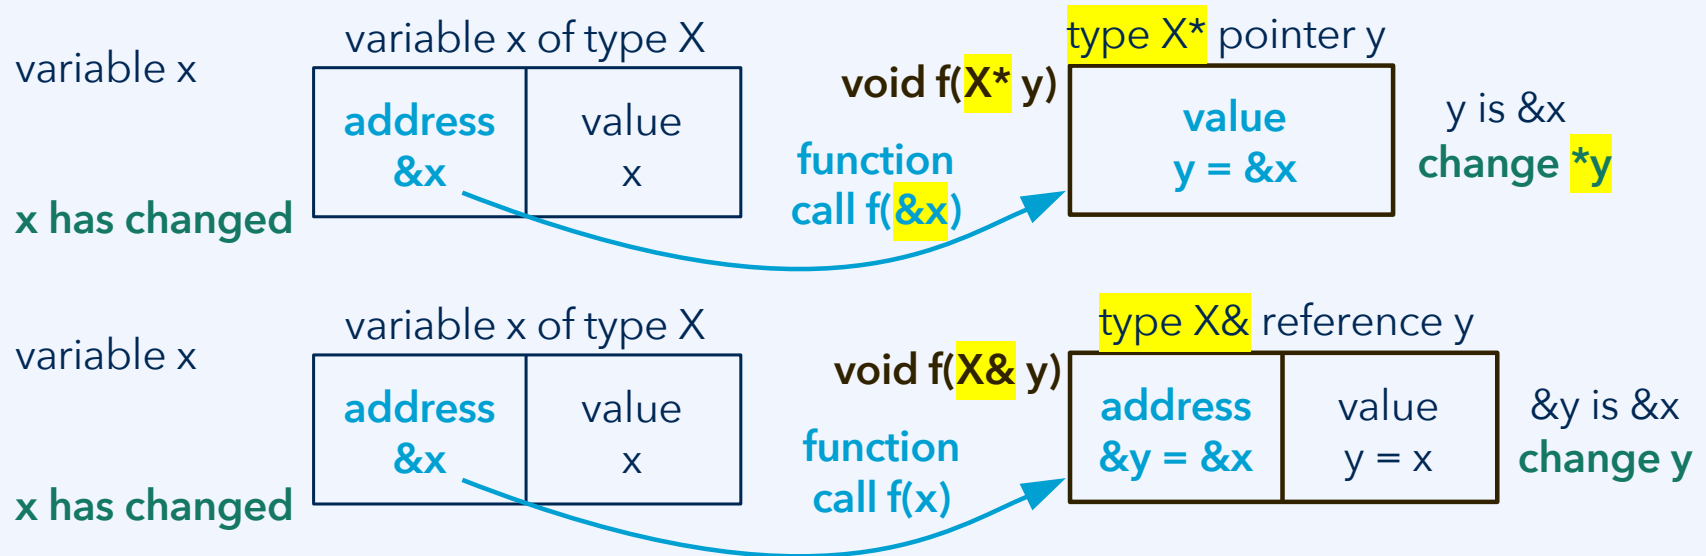 variable x of type X
type X* pointer y
variable x
void f(X* y)
address
&x
value
x
value
y = &x
y is &x
change *y
function
call f(&x)
x has changed
variable x of type X
type X& reference y
variable x
void f(X& y)
address
&x
value
x
address
&y = &x
value
y = x
&y is &x
change y
function
call f(x)
x has changed